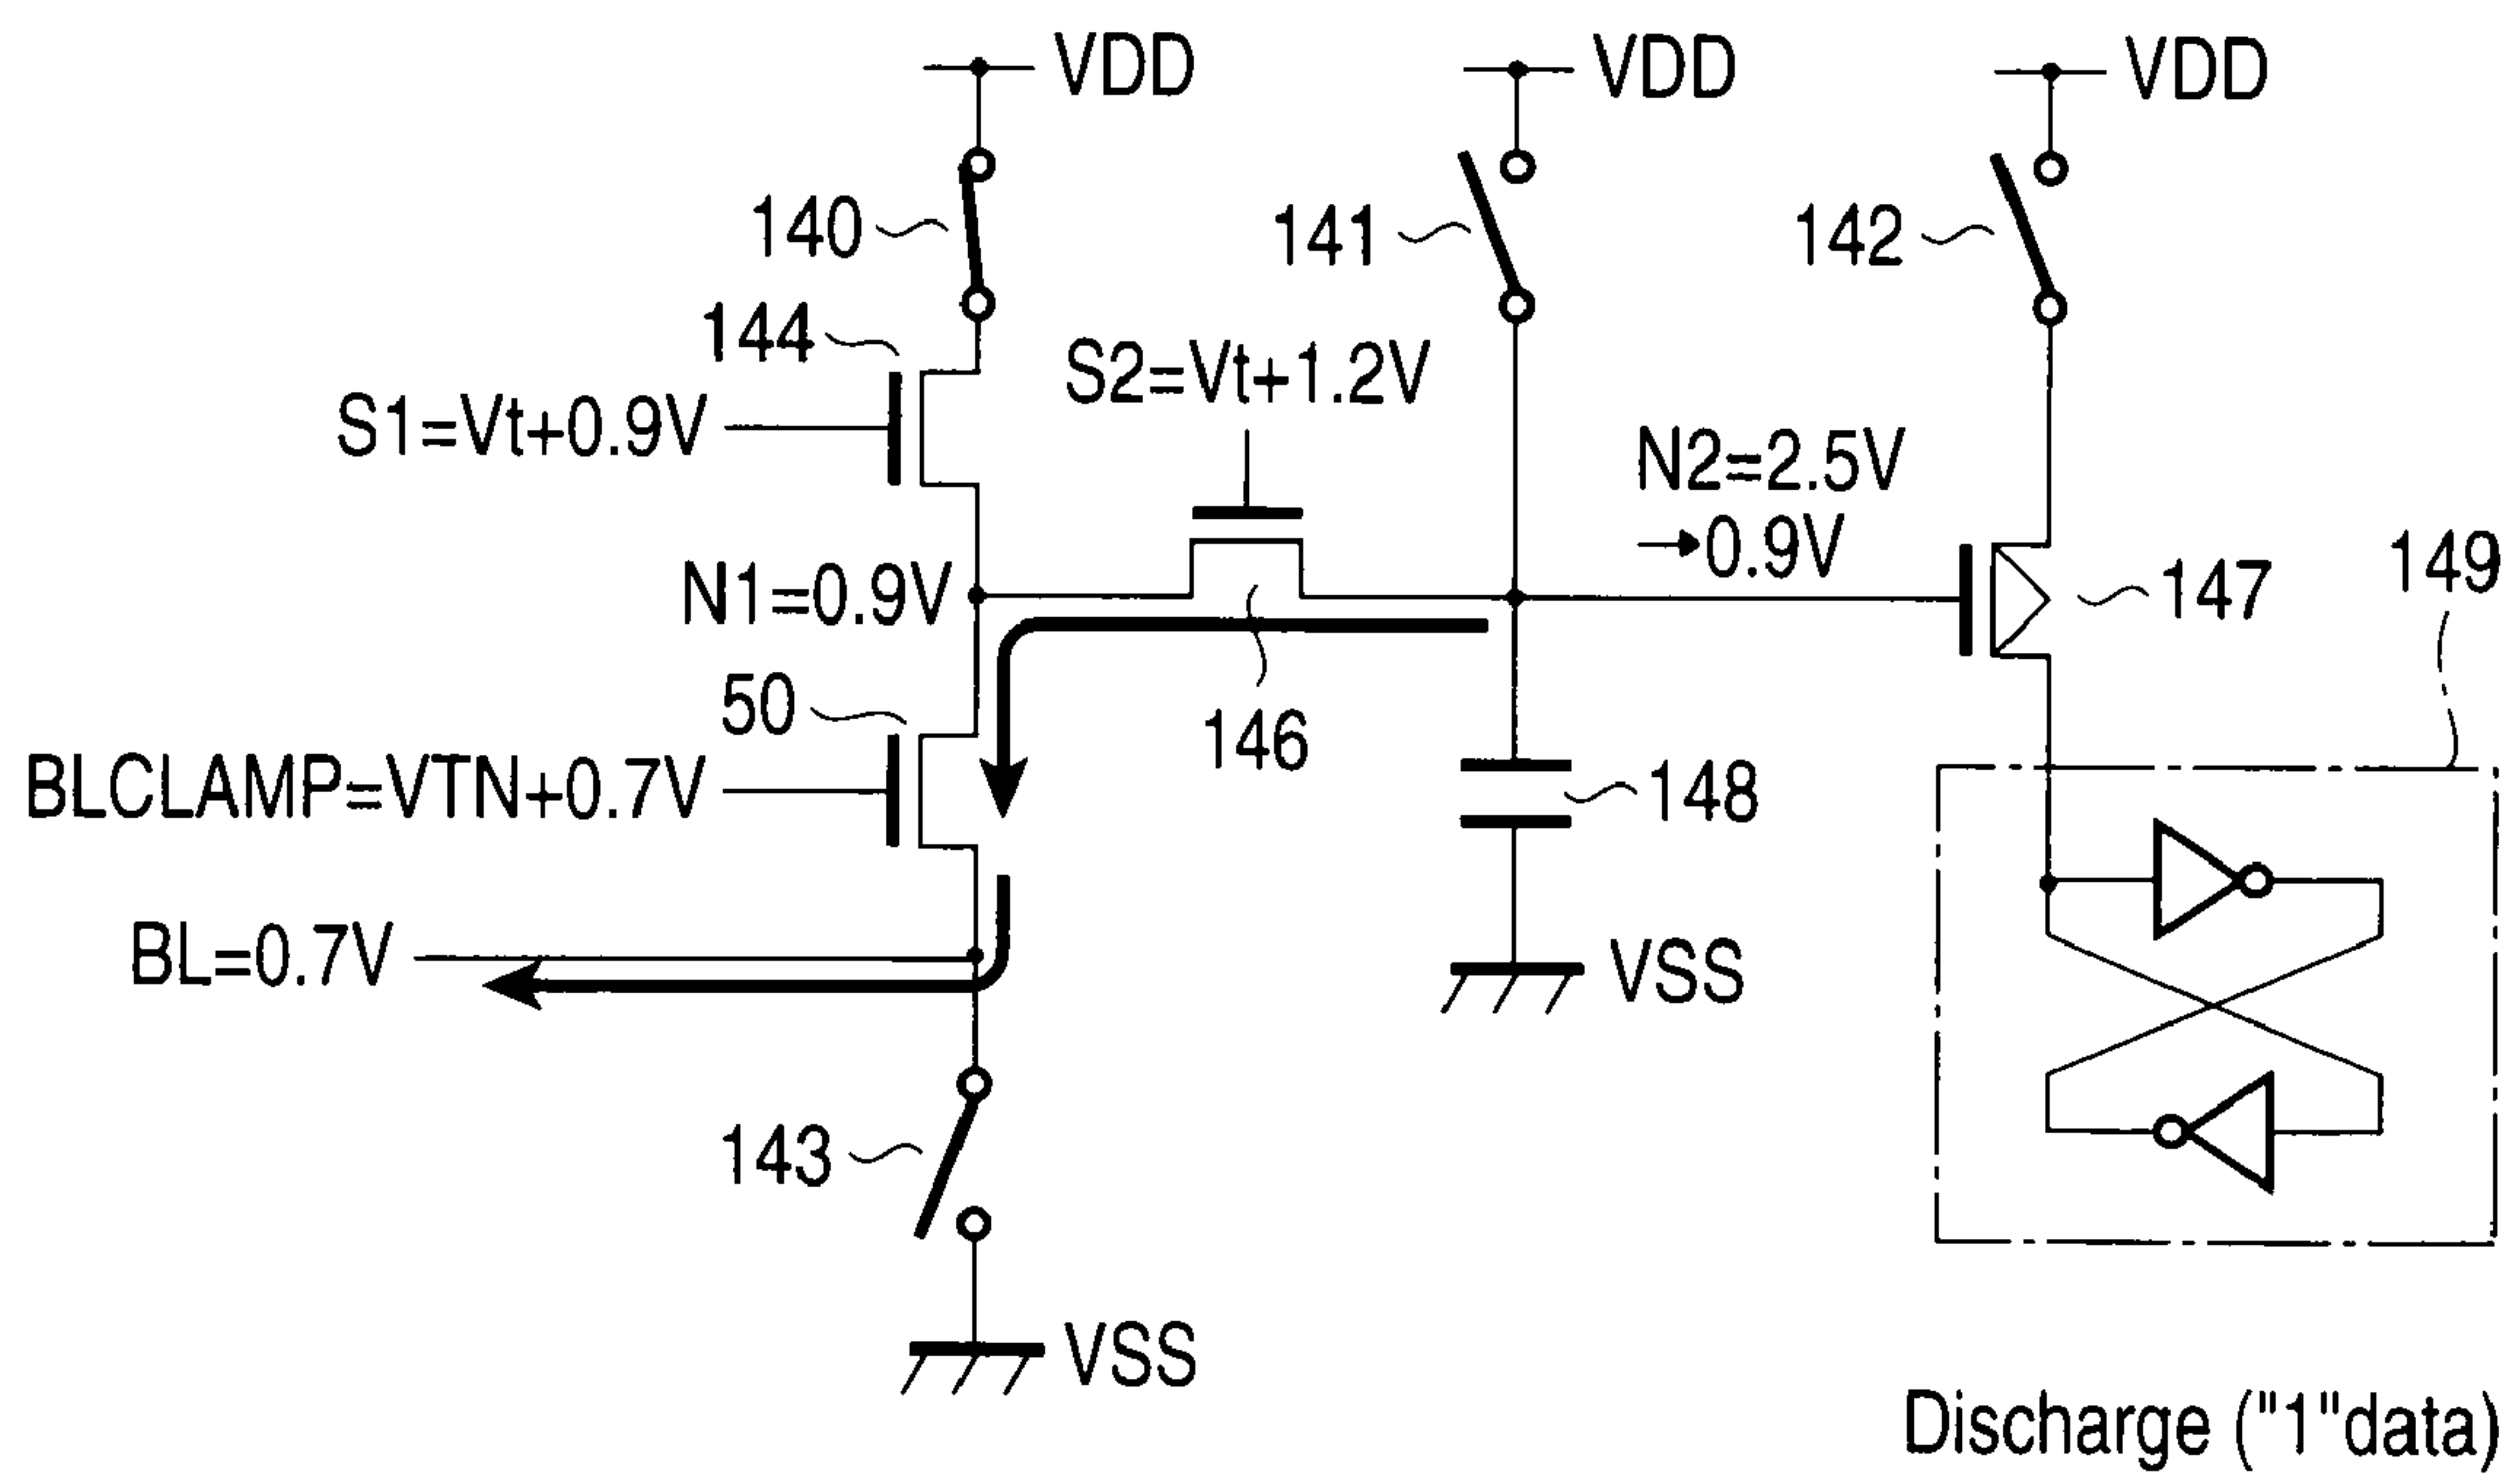 VDD
VDD
VDD
140
141
142
144
S2=Vt+1.2V
S1=Vt+0.9V
N2=2.5V
→0.9V
149
N1=0.9V
147
50
146
BLCLAMP=VTN+0.7V
148
BL=0.7V
VSS
143
VSS
Discharge ("1"data)